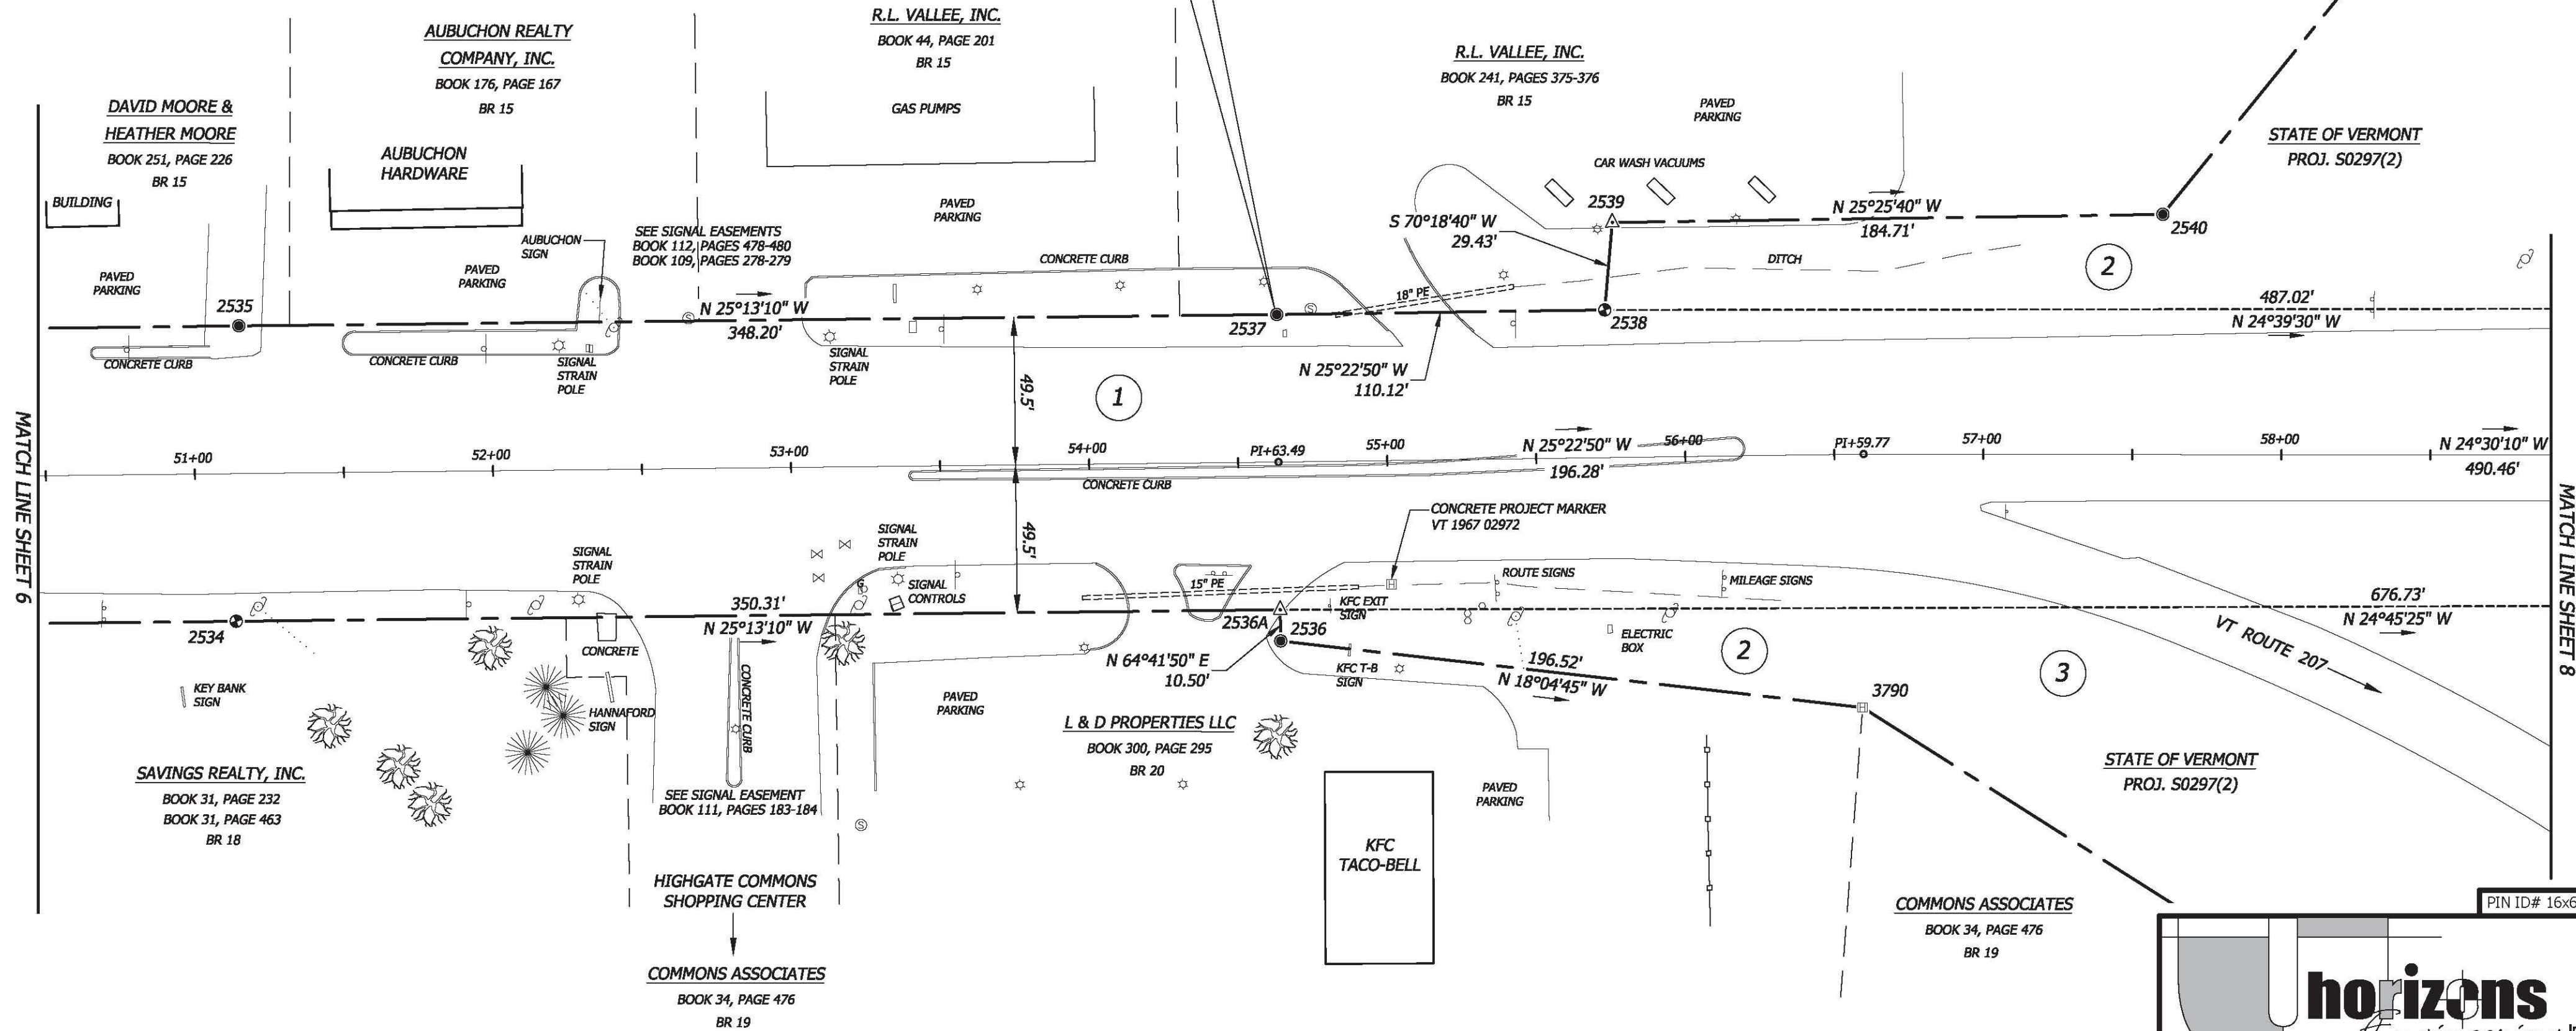 AUBUCHON REALTY
COMPANY, INC.
BOOK 176, PAGE 167
BR 15
R.L. VALLEE, INC.
BOOK 44, PAGE 201
BR 15
R.L. VALLEE, INC.
BOOK 241, PAGES 375-376
BR 15
DAVID MOORE &
HEATHER MOORE
BOOK 251, PAGE 226
BR 15
AUBUCHON
HARDWARE
GAS PUMPS
PAVED
PARKING
STATE OF VERMONT
PROJ. S0297(2)
CAR WASH VACUUMS
BUILDING
PAVED
PARKING
2539
N 25°25'40" W
184.71'
2540
S 70°18'40" W
29.43'
SEE SIGNAL EASEMENTS
BOOK 112, PAGES 478-480
BOOK 109, PAGES 278-279
AUBUCHON
SIGN
CONCRETE CURB
DITCH
2
PAVED
PARKING
PAVED
PARKING
2535
N 25°13'10" W
348.20'
18" PE
2537
2538
487.02'
N 24°39'30" W
CONCRETE CURB
CONCRETE CURB
SIGNAL
STRAIN
POLE
SIGNAL
STRAIN
POLE
N 25°22'50" W
110.12'
49.5'
1
MATCH LINE SHEET 6
51+00
52+00
53+00
54+00
PI+63.49
55+00
N 25°22'50" W
196.28'
56+00
PI+59.77
57+00
58+00
N 24°30'10" W
490.46'
CONCRETE CURB
MATCH LINE SHEET 8
49.5'
CONCRETE PROJECT MARKER
VT 1967 02972
SIGNAL
STRAIN
POLE
SIGNAL
STRAIN
POLE
G
SIGNAL
CONTROLS
15" PE
ROUTE SIGNS
MILEAGE SIGNS
2534
350.31'
N 25°13'10" W
2536A
2536
KFC EXIT
SIGN
676.73'
N 24°45'25" W
VT ROUTE 207
CONCRETE
CONCRETE CURB
N 64°41'50" E
10.50'
KFC T-B
SIGN
ELECTRIC
BOX
196.52'
N 18°04'45" W
2
3
3790
KEY BANK
SIGN
HANNAFORD
SIGN
PAVED
PARKING
L & D PROPERTIES LLC
BOOK 300, PAGE 295
BR 20
STATE OF VERMONT
PROJ. S0297(2)
SAVINGS REALTY, INC.
BOOK 31, PAGE 232
BOOK 31, PAGE 463
BR 18
SEE SIGNAL EASEMENT
BOOK 111, PAGES 183-184
S
S
S
PAVED
PARKING
KFC
TACO-BELL
HIGHGATE COMMONS
SHOPPING CENTER
COMMONS ASSOCIATES
BOOK 34, PAGE 476
BR 19
COMMONS ASSOCIATES
BOOK 34, PAGE 476
BR 19
PIN ID# 16x6
horizons